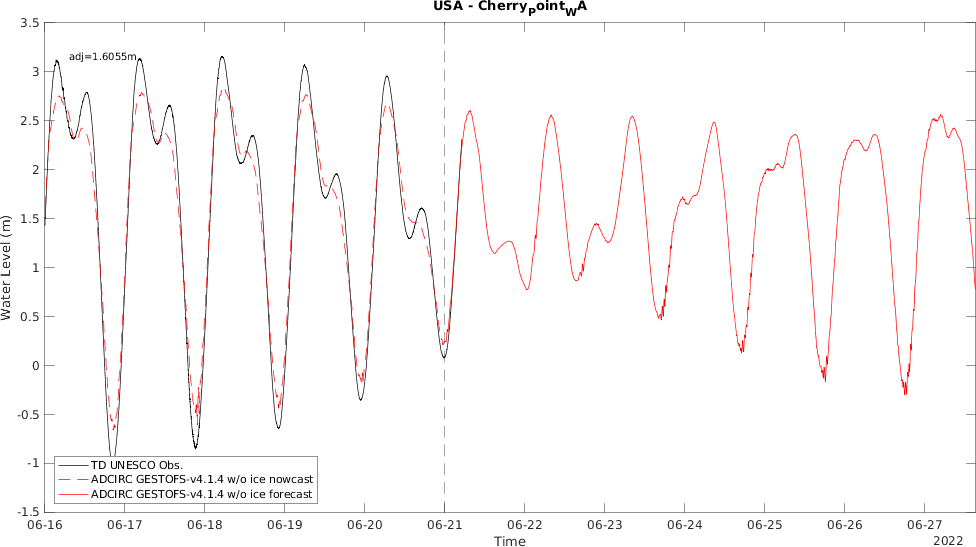 USA - CherryPointWA
3.5
3
2.5
2
1.5
1
0.5
0
-0.5
-1
-1.5
Water Level (m)
adj=1.6055m
TD UNESCO Obs.
ADCIRC GESTOFS-v4.1.4 w/o ice nowcast
ADCIRC GESTOFS-v4.1.4 w/o ice forecast
06-16 06-17 06-18 06-19 06-20 06-21 06-22 06-23 06-24 06-25 06-26 06-27
Time
2022